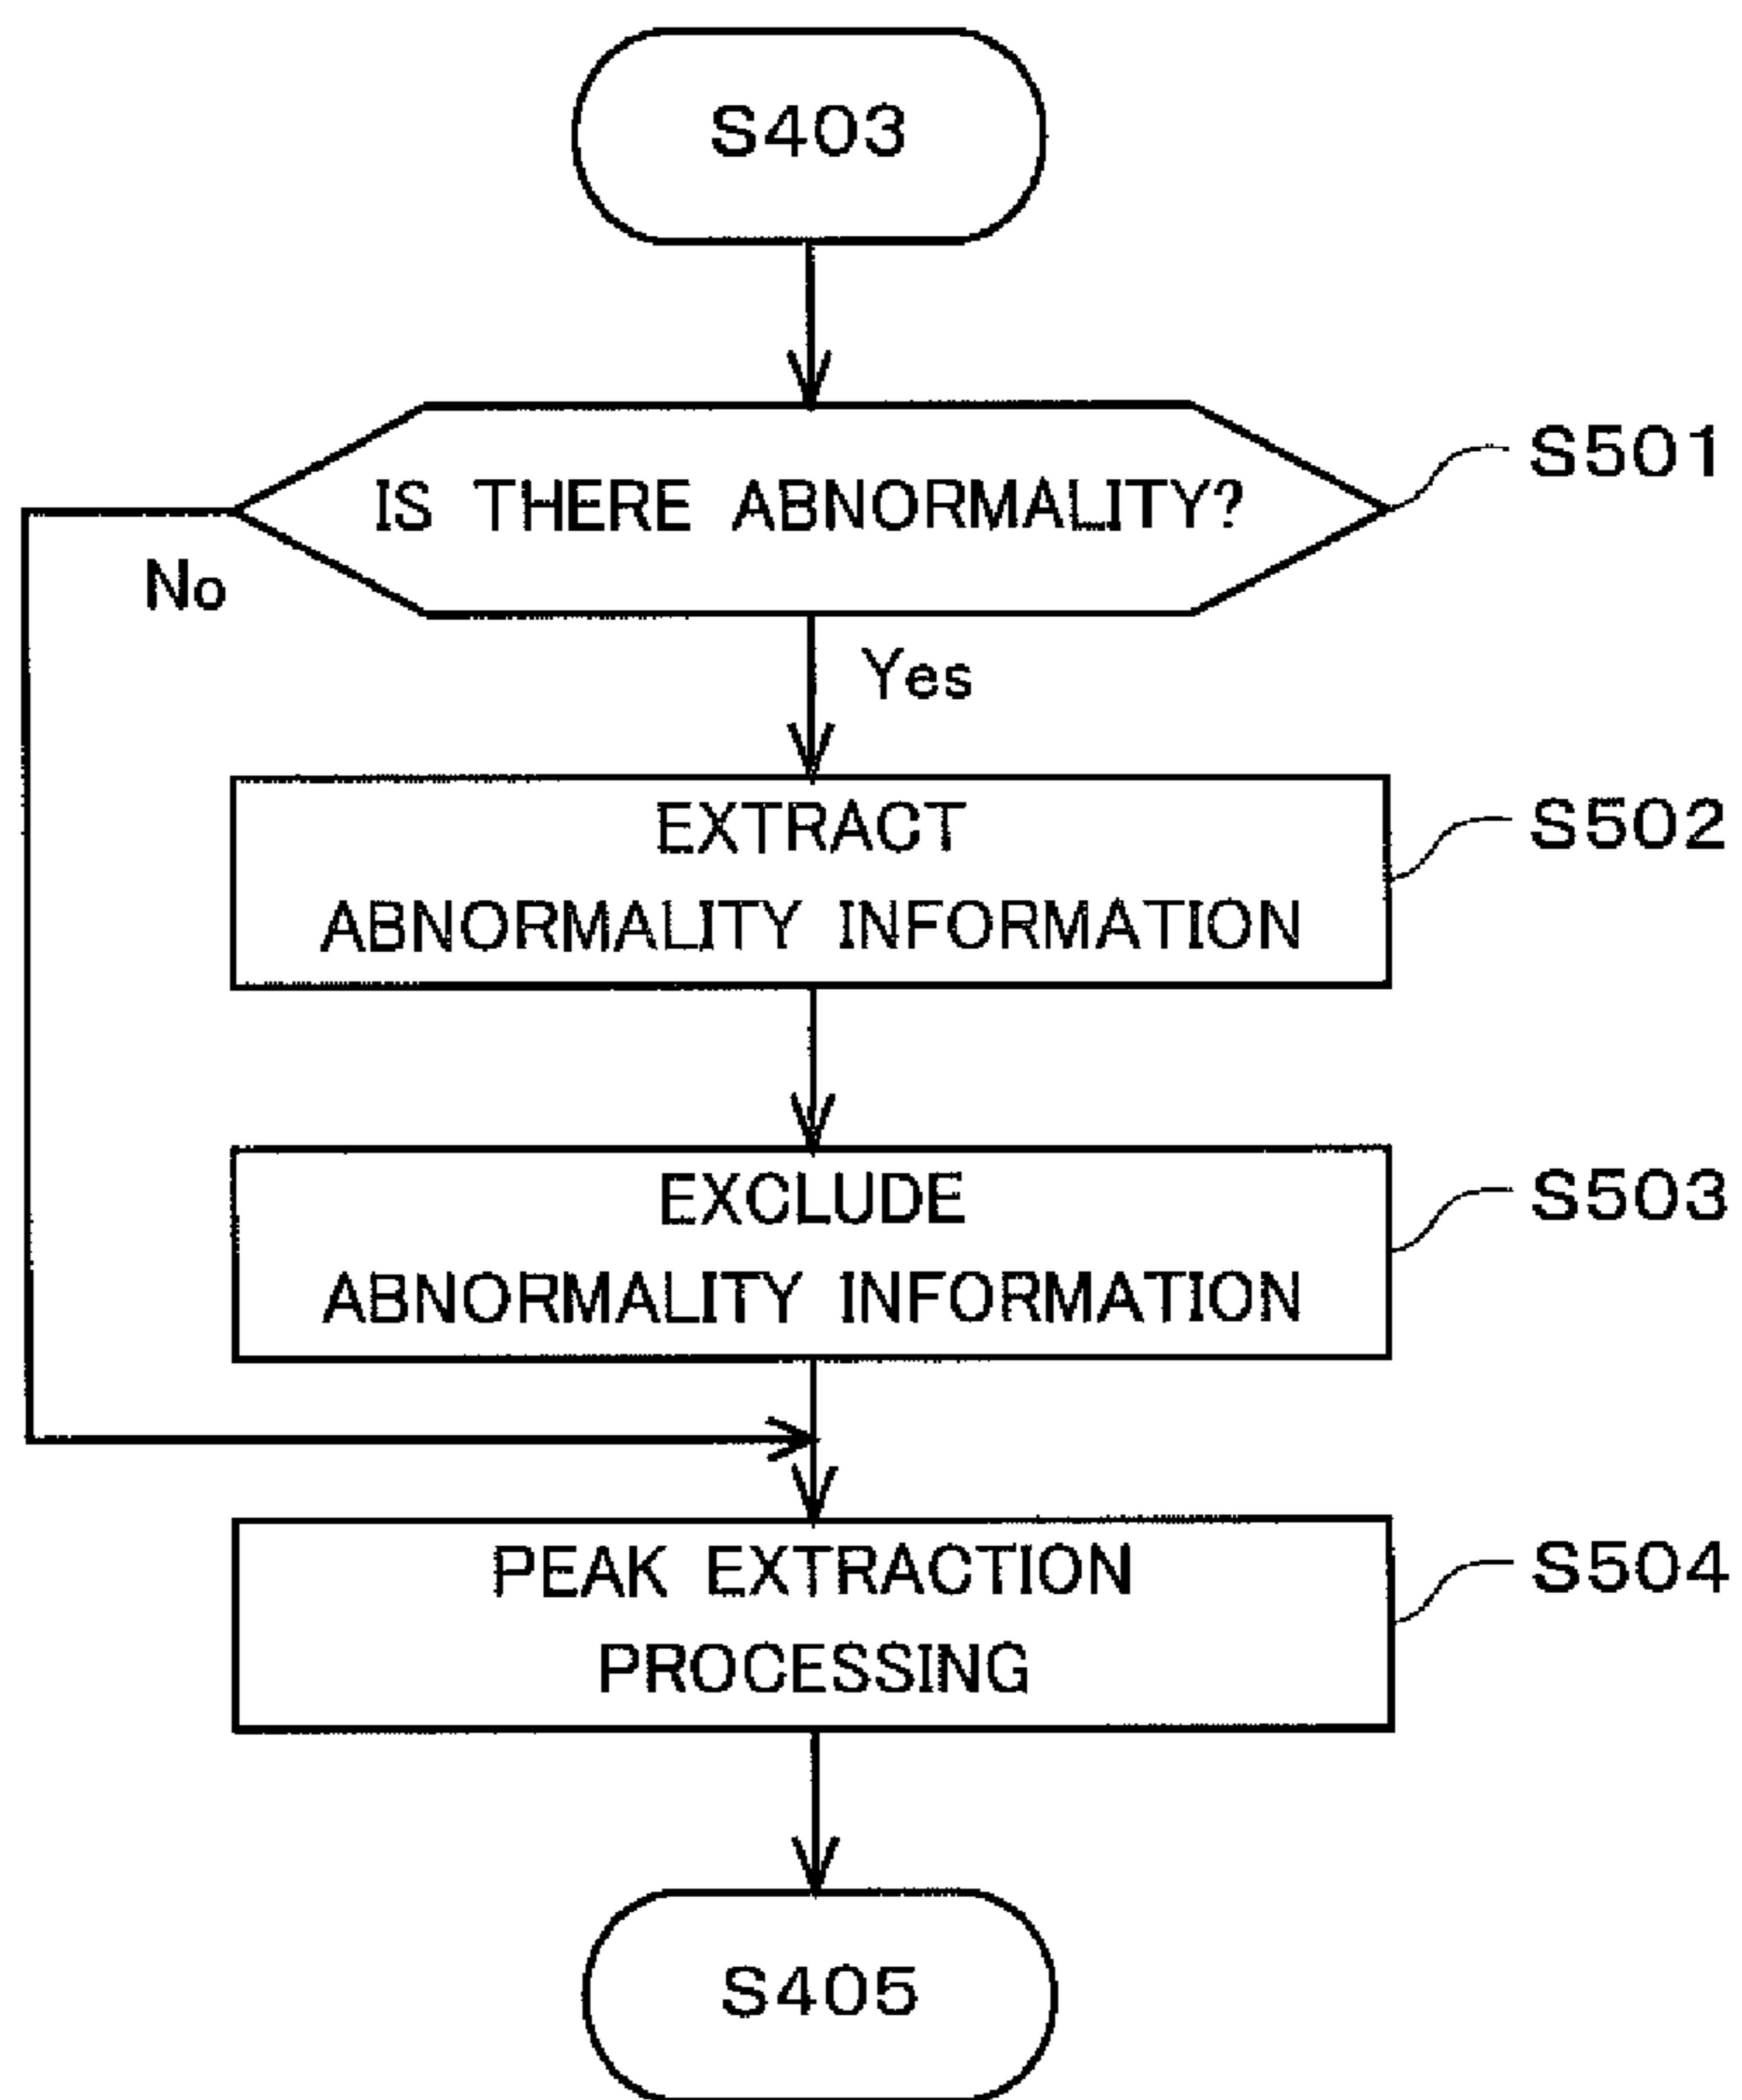 S403
IS THERE ABNORMALITY?
S501
No
Yes
EXTRACT
ABNORMALITY INFORMATION
S502
EXCLUDE
ABNORMALITY INFORMATION
S503
PEAK EXTRACTION
PROCESSING
S504
S405